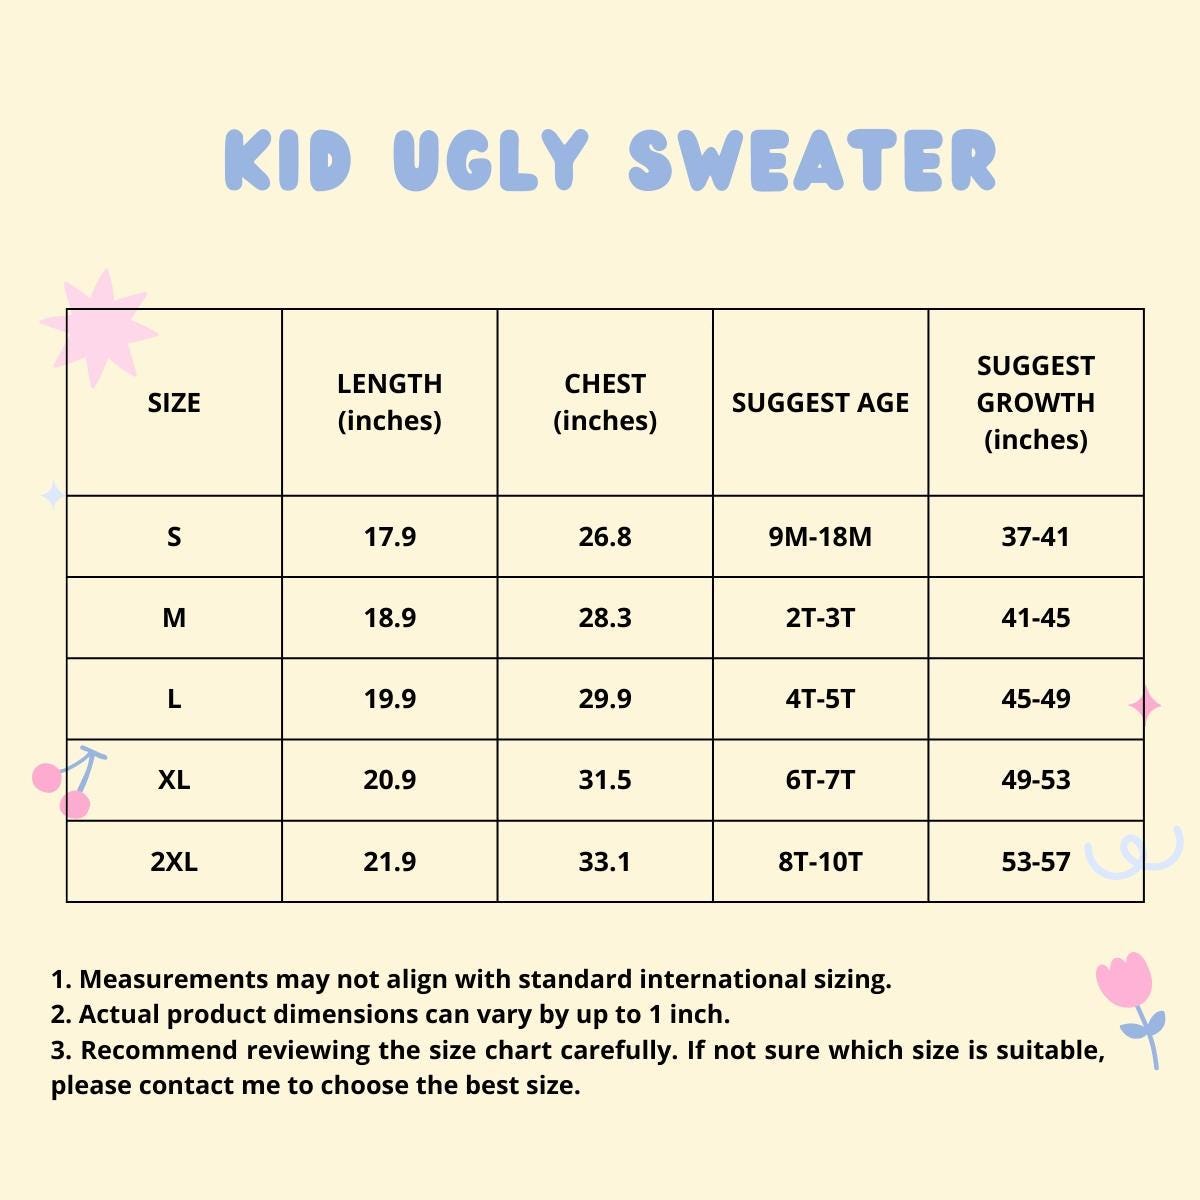 KID UGLY SWEATER
SIZE LENGTH (inches) CHEST (inches) SUGGEST AGE SUGGEST GROWTH (inches)
S 17.9 26.8 9M-18M 37-41
M 18.9 28.3 2T-3T 41-45
L 19.9 29.9 4T-5T 45-49
XL 20.9 31.5 6T-7T 49-53
2XL 21.9 33.1 8T-10T 53-57
1. Measurements may not align with standard international sizing.
2. Actual product dimensions can vary by up to 1 inch.
3. Recommend reviewing the size chart carefully. If not sure which size is suitable,
please contact me to choose the best size.